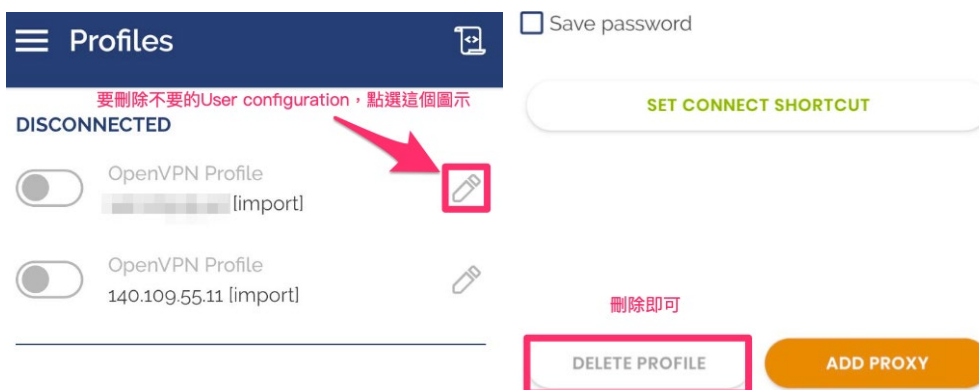 Profiles
要刪除不要的User configuration，點選這個圖示
DISCONNECTED
OpenVPN Profile
[import]
OpenVPN Profile
140.109.55.11 [import]
Save password
SET CONNECT SHORTCUT
刪除即可
DELETE PROFILE
ADD PROXY